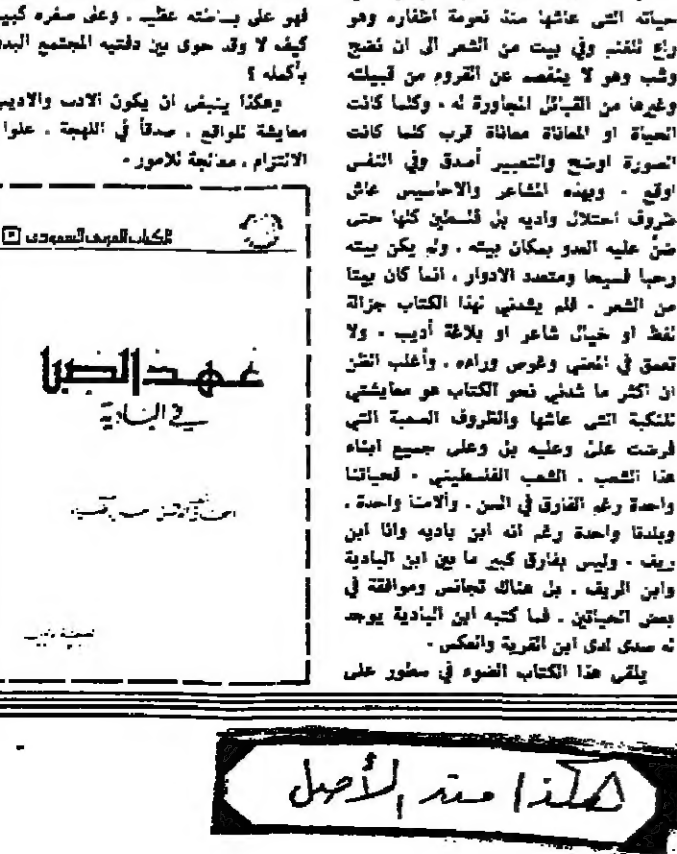 حياته التي عاشها منذ نعومة اظفاره وهو
راع للغنم وفي بيت من الشعر الى ان نضج
وشب وهو لا ينفصم عن القروم من قبيلته
وغيرها من القبائل المجاورة له ، وكلما كانت
الحياة او المعاناة معاناة قرب كلما كانت
الصورة اوضح والتعبير أصدق وفي النفس
اوقع . وبهذه المشاعر والاحاسيس عاش
ظروف احتلال واديه بل فلسطين كلها حتى
ضنّ عليه العدو بمكان بيته ، ولم يكن بيته
رحبا فسيحا ومتعدد الادوار ، انما كان بيتا
من الشعر . فلم يشدني لهذا الكتاب جزالة
لفظ او خيال شاعر او بلاغة أديب . ولا
تعمق في المعنى وغوص وراءه . وأغلب الظن
ان اكثر ما شدني نحو الكتاب هو معايشتي
للنكبة التي عاشها والظروف الصعبة التي
فرضت عليّ وعليه بل وعلى جميع ابناء
هذا الشعب . الشعب الفلسطيني . فحياتنا
واحدة رغم الفارق في السن . وآلامنا واحدة .
وبلدنا واحدة رغم انه ابن باديه وانا ابن
ريف . وليس بفارق كبير ما بين ابن البادية
وابن الريف . بل هناك تجانس وموافقة في
بعض الحياتين . فما كتبه ابن البادية يوجد
له صدى لدى ابن القرية والعكس .
يلقى هذا الكتاب الضوء في سطور على
فهو على بساطته عظيم . وعلى صغره كبير
كيف لا وقد حوى بين دفتيه المجتمع البد
بأكمله ؟
وهكذا ينبغي ان يكون الادب والاديب
معايشة للواقع . صدقاً في اللهجة . علوا
الالتزام . معالجة للامور .
الكتاب العربي السعودي
عهد الصبا
في البادية
هكذا منذ الأصل